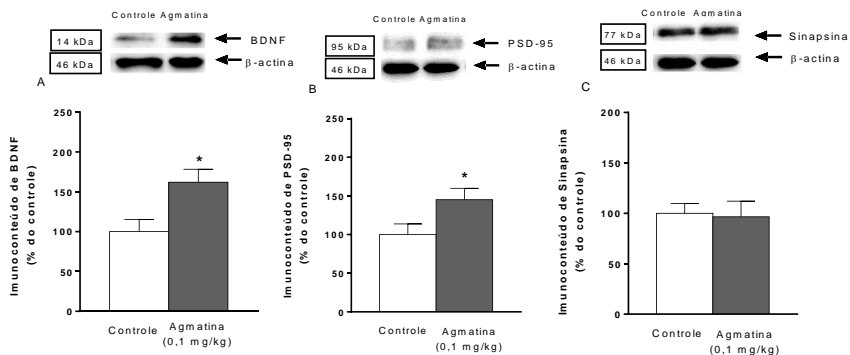 Controle Agmatina
14 kDa
BDNF
46 kDa
β-actina
A
Imunoconteúdo de BDNF
(% do controle)
250
200
150
100
50
0
*
Controle
Agmatina
(0,1 mg/kg)
Controle Agmatina
95 kDa
PSD-95
46 kDa
β-actina
B
Imunoconteúdo de PSD-95
(% do controle)
250
200
150
100
50
0
*
Controle
Agmatina
(0,1 mg/kg)
Controle Agmatina
77 kDa
Sinapsina
46 kDa
β-actina
C
Imunoconteúdo de Sinapsina
(% do controle)
200
150
100
50
0
Controle
Agmatina
(0,1 mg/kg)